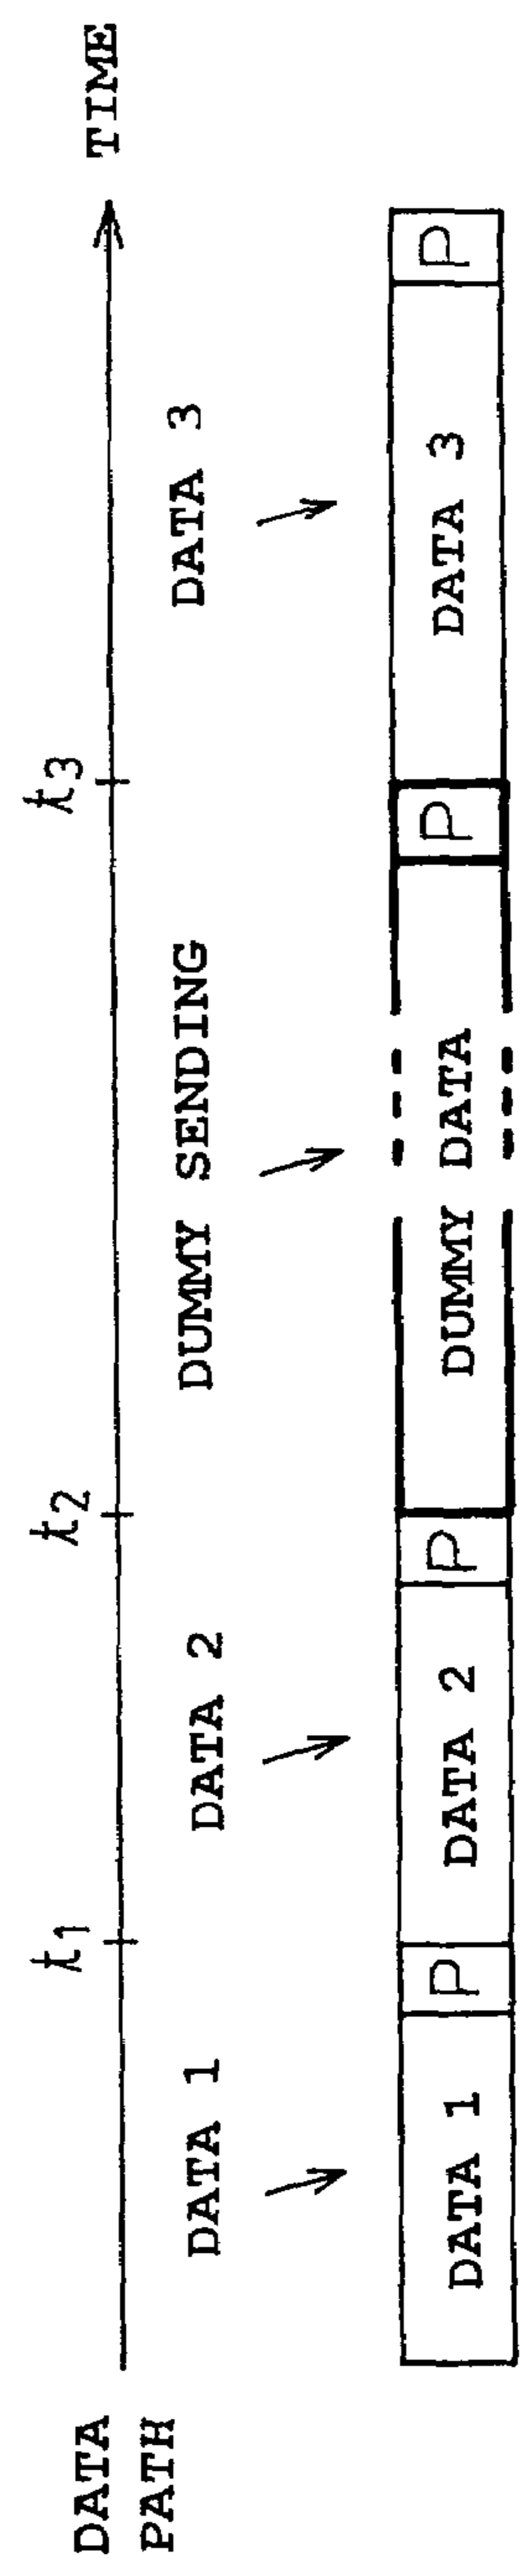 t1 t2 t3
DATA PATH TIME
DATA 1 DATA 2 DUMMY SENDING DATA 3
DATA 1 P DATA 2 P DUMMY DATA P DATA 3 P